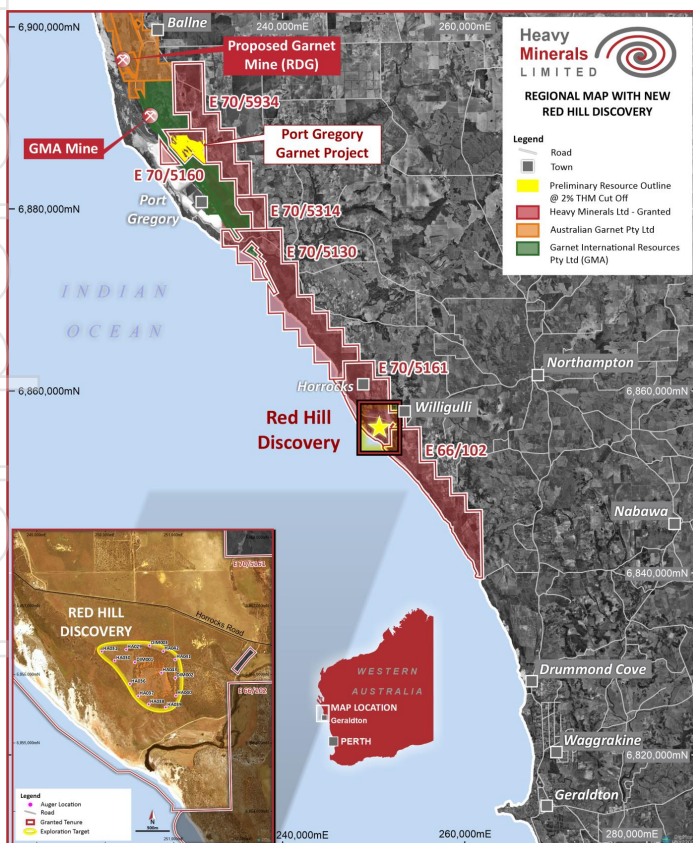 6,900,000mN
Ballne
240,000mE
260,000mE
Heavy
Minerals
LIMITED
REGIONAL MAP WITH NEW
RED HILL DISCOVERY
Legend
Road
Town
Preliminary Resource Outline
@ 2% THM Cut Off
Heavy Minerals Ltd - Granted
Australian Garnet Pty Ltd
Garnet International Resources
Pty Ltd (GMA)
Proposed Garnet
Mine (RDG)
E 70/5934
GMA Mine
Port Gregory
Garnet Project
E 70/5160
Port
Gregory
6,880,000mN
E 70/5314
E 70/5130
INDIAN
OCEAN
Northampton
E 70/5161
Horrocks
6,860,000mN
6,860,000mN
Willigulli
Red Hill
Discovery
E 66/102
Nabawa
6,840,000mN
E 70/5161
RED HILL
DISCOVERY
Horrocks Road
E 66/102
Legend
Auger Location
Road
Granted Tenure
Exploration Target
N
500m
WESTERN
AUSTRALIA
MAP LOCATION
Geraldton
PERTH
Drummond Cove
Waggrakine
6,820,000mN
Geraldton
240,000mE
260,000mE
280,000mE